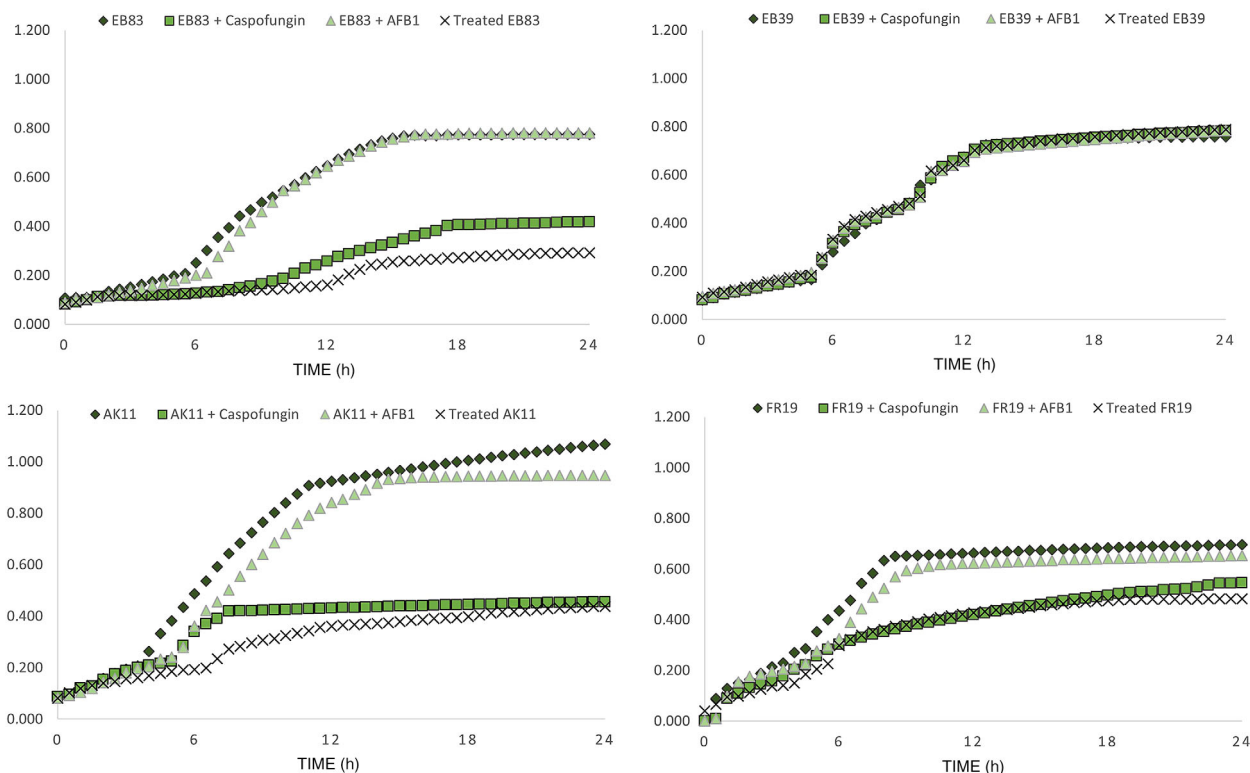 EB83 EB83 + Caspofungin EB83 + AFB1 Treated EB83
1.200
1.000
0.800
0.600
0.400
0.200
0.000
0 6 12 18 24
TIME (h)
EB39 EB39 + Caspofungin EB39 + AFB1 Treated EB39
1.200
1.000
0.800
0.600
0.400
0.200
0.000
0 6 12 18 24
TIME (h)
AK11 AK11 + Caspofungin AK11 + AFB1 Treated AK11
1.200
1.000
0.800
0.600
0.400
0.200
0.000
0 6 12 18 24
TIME (h)
FR19 FR19 + Caspofungin FR19 + AFB1 Treated FR19
1.200
1.000
0.800
0.600
0.400
0.200
0.000
0 6 12 18 24
TIME (h)